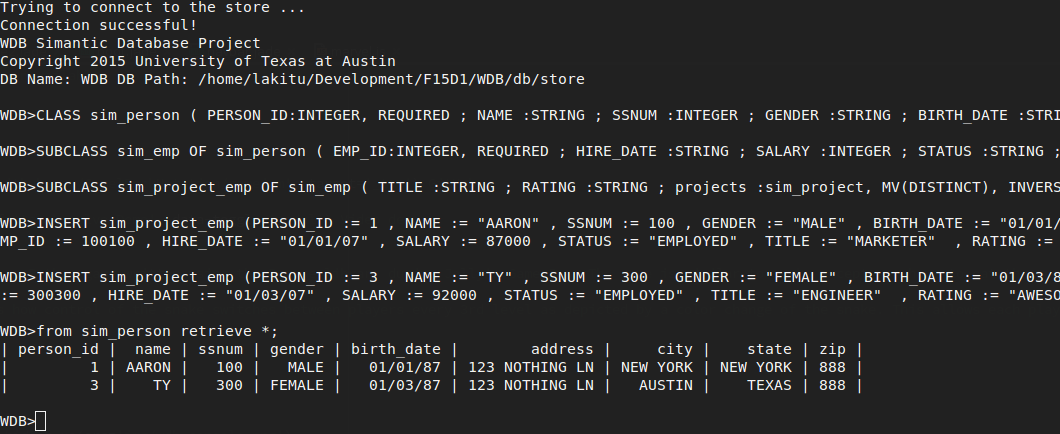 Trying to connect to the store ...
Connection successful!
WDB Simantic Database Project
Copyright 2015 University of Texas at Austin
DB Name: WDB DB Path: /home/lakitu/Development/F15D1/WDB/db/store
WDB>CLASS sim_person ( PERSON_ID:INTEGER, REQUIRED ; NAME :STRING ; SSNUM :INTEGER ; GENDER :STRING ; BIRTH_DATE :STRI
WDB>SUBCLASS sim_emp OF sim_person ( EMP_ID:INTEGER, REQUIRED ; HIRE_DATE :STRING ; SALARY :INTEGER ; STATUS :STRING ;
WDB>SUBCLASS sim_project_emp OF sim_emp ( TITLE :STRING ; RATING :STRING ; projects :sim_project, MV(DISTINCT), INVERS
WDB>INSERT sim_project_emp (PERSON_ID := 1 , NAME := "AARON" , SSNUM := 100 , GENDER := "MALE" , BIRTH_DATE := "01/01/
MP_ID := 100100 , HIRE_DATE := "01/01/07" , SALARY := 87000 , STATUS := "EMPLOYED" , TITLE := "MARKETER"  , RATING :=
WDB>INSERT sim_project_emp (PERSON_ID := 3 , NAME := "TY" , SSNUM := 300 , GENDER := "FEMALE" , BIRTH_DATE := "01/03/8
:= 300300 , HIRE_DATE := "01/03/07" , SALARY := 92000 , STATUS := "EMPLOYED" , TITLE := "ENGINEER"  , RATING := "AWESO
WDB>from sim_person retrieve *;
| person_id |  name | ssnum | gender | birth_date |        address |     city |    state | zip |
|         1 | AARON |   100 |   MALE |   01/01/87 | 123 NOTHING LN | NEW YORK | NEW YORK | 888 |
|         3 |    TY |   300 | FEMALE |   01/03/87 | 123 NOTHING LN |   AUSTIN |    TEXAS | 888 |
WDB>